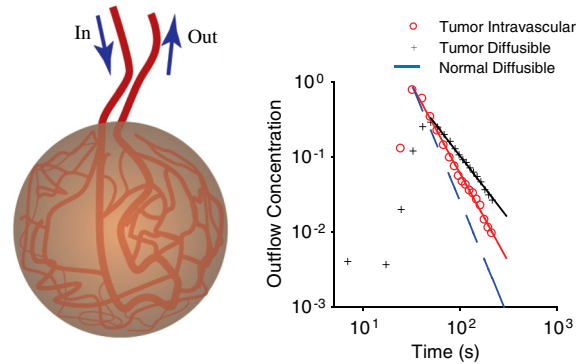 In
Out
Tumor Intravascular
Tumor Diffusible
Normal Diffusible
Outflow Concentration
10^0
10^-1
10^-2
10^-3
10^1
10^2
10^3
Time (s)